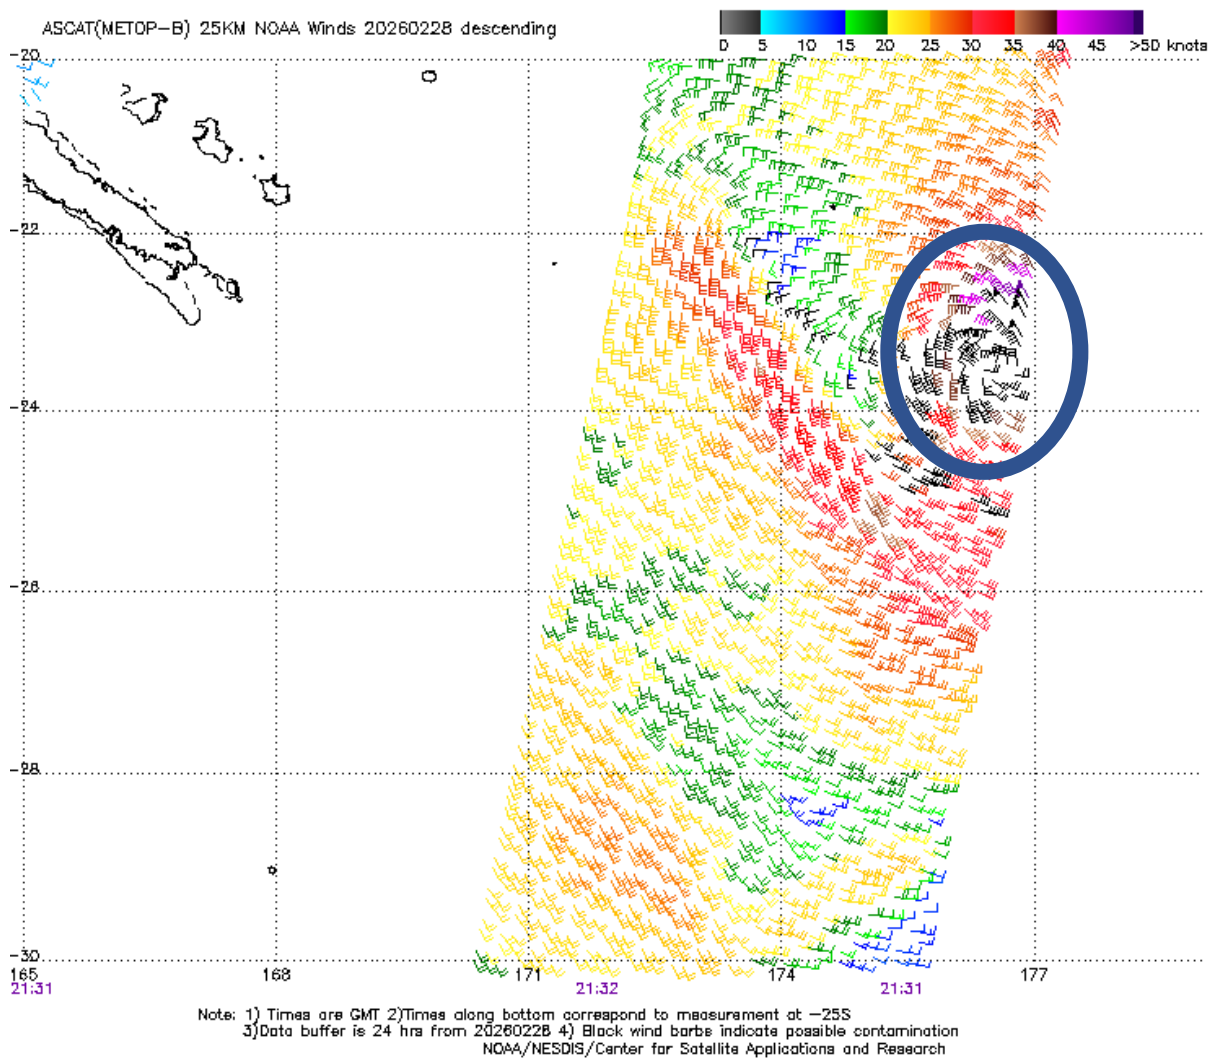 ASCAT(METOP-B) 25KM NOAA Winds 20260228 descending
0 5 10 15 20 25 30 35 40 45 >50 knots
-20
-22
-24
-26
-28
-30
165 168 171 174 177
21:31 21:32 21:31
Note: 1) Times are GMT 2)Times along bottom correspond to measurement at -25S
3)Data buffer is 24 hrs from 20260228 4) Black wind barbs indicate possible contamination
NOAA/NESDIS/Center for Satellite Applications and Research